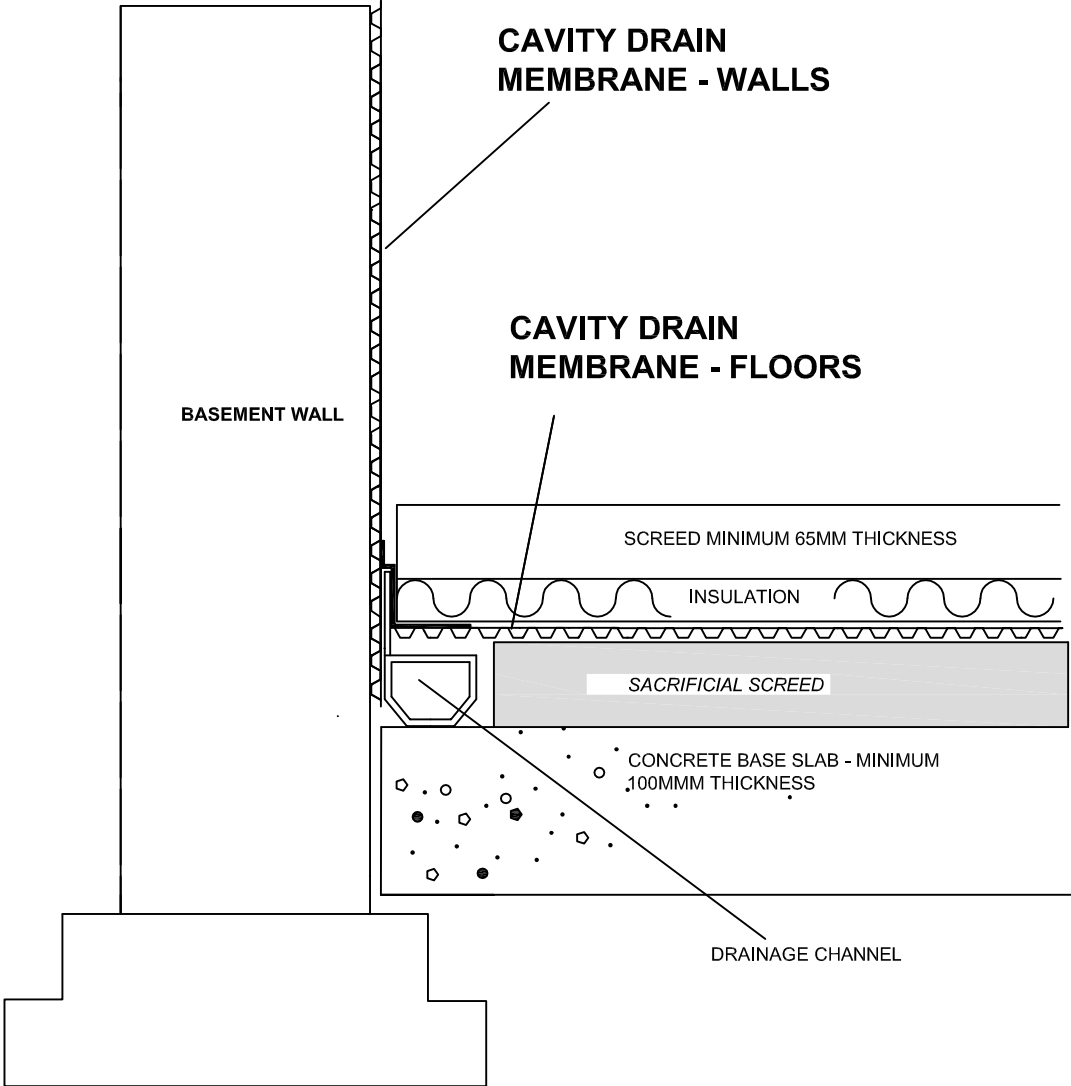 CAVITY DRAIN
MEMBRANE - WALLS
CAVITY DRAIN
MEMBRANE - FLOORS
BASEMENT WALL
SCREED MINIMUM 65MM THICKNESS
INSULATION
SACRIFICIAL SCREED
CONCRETE BASE SLAB - MINIMUM
100MMM THICKNESS
DRAINAGE CHANNEL